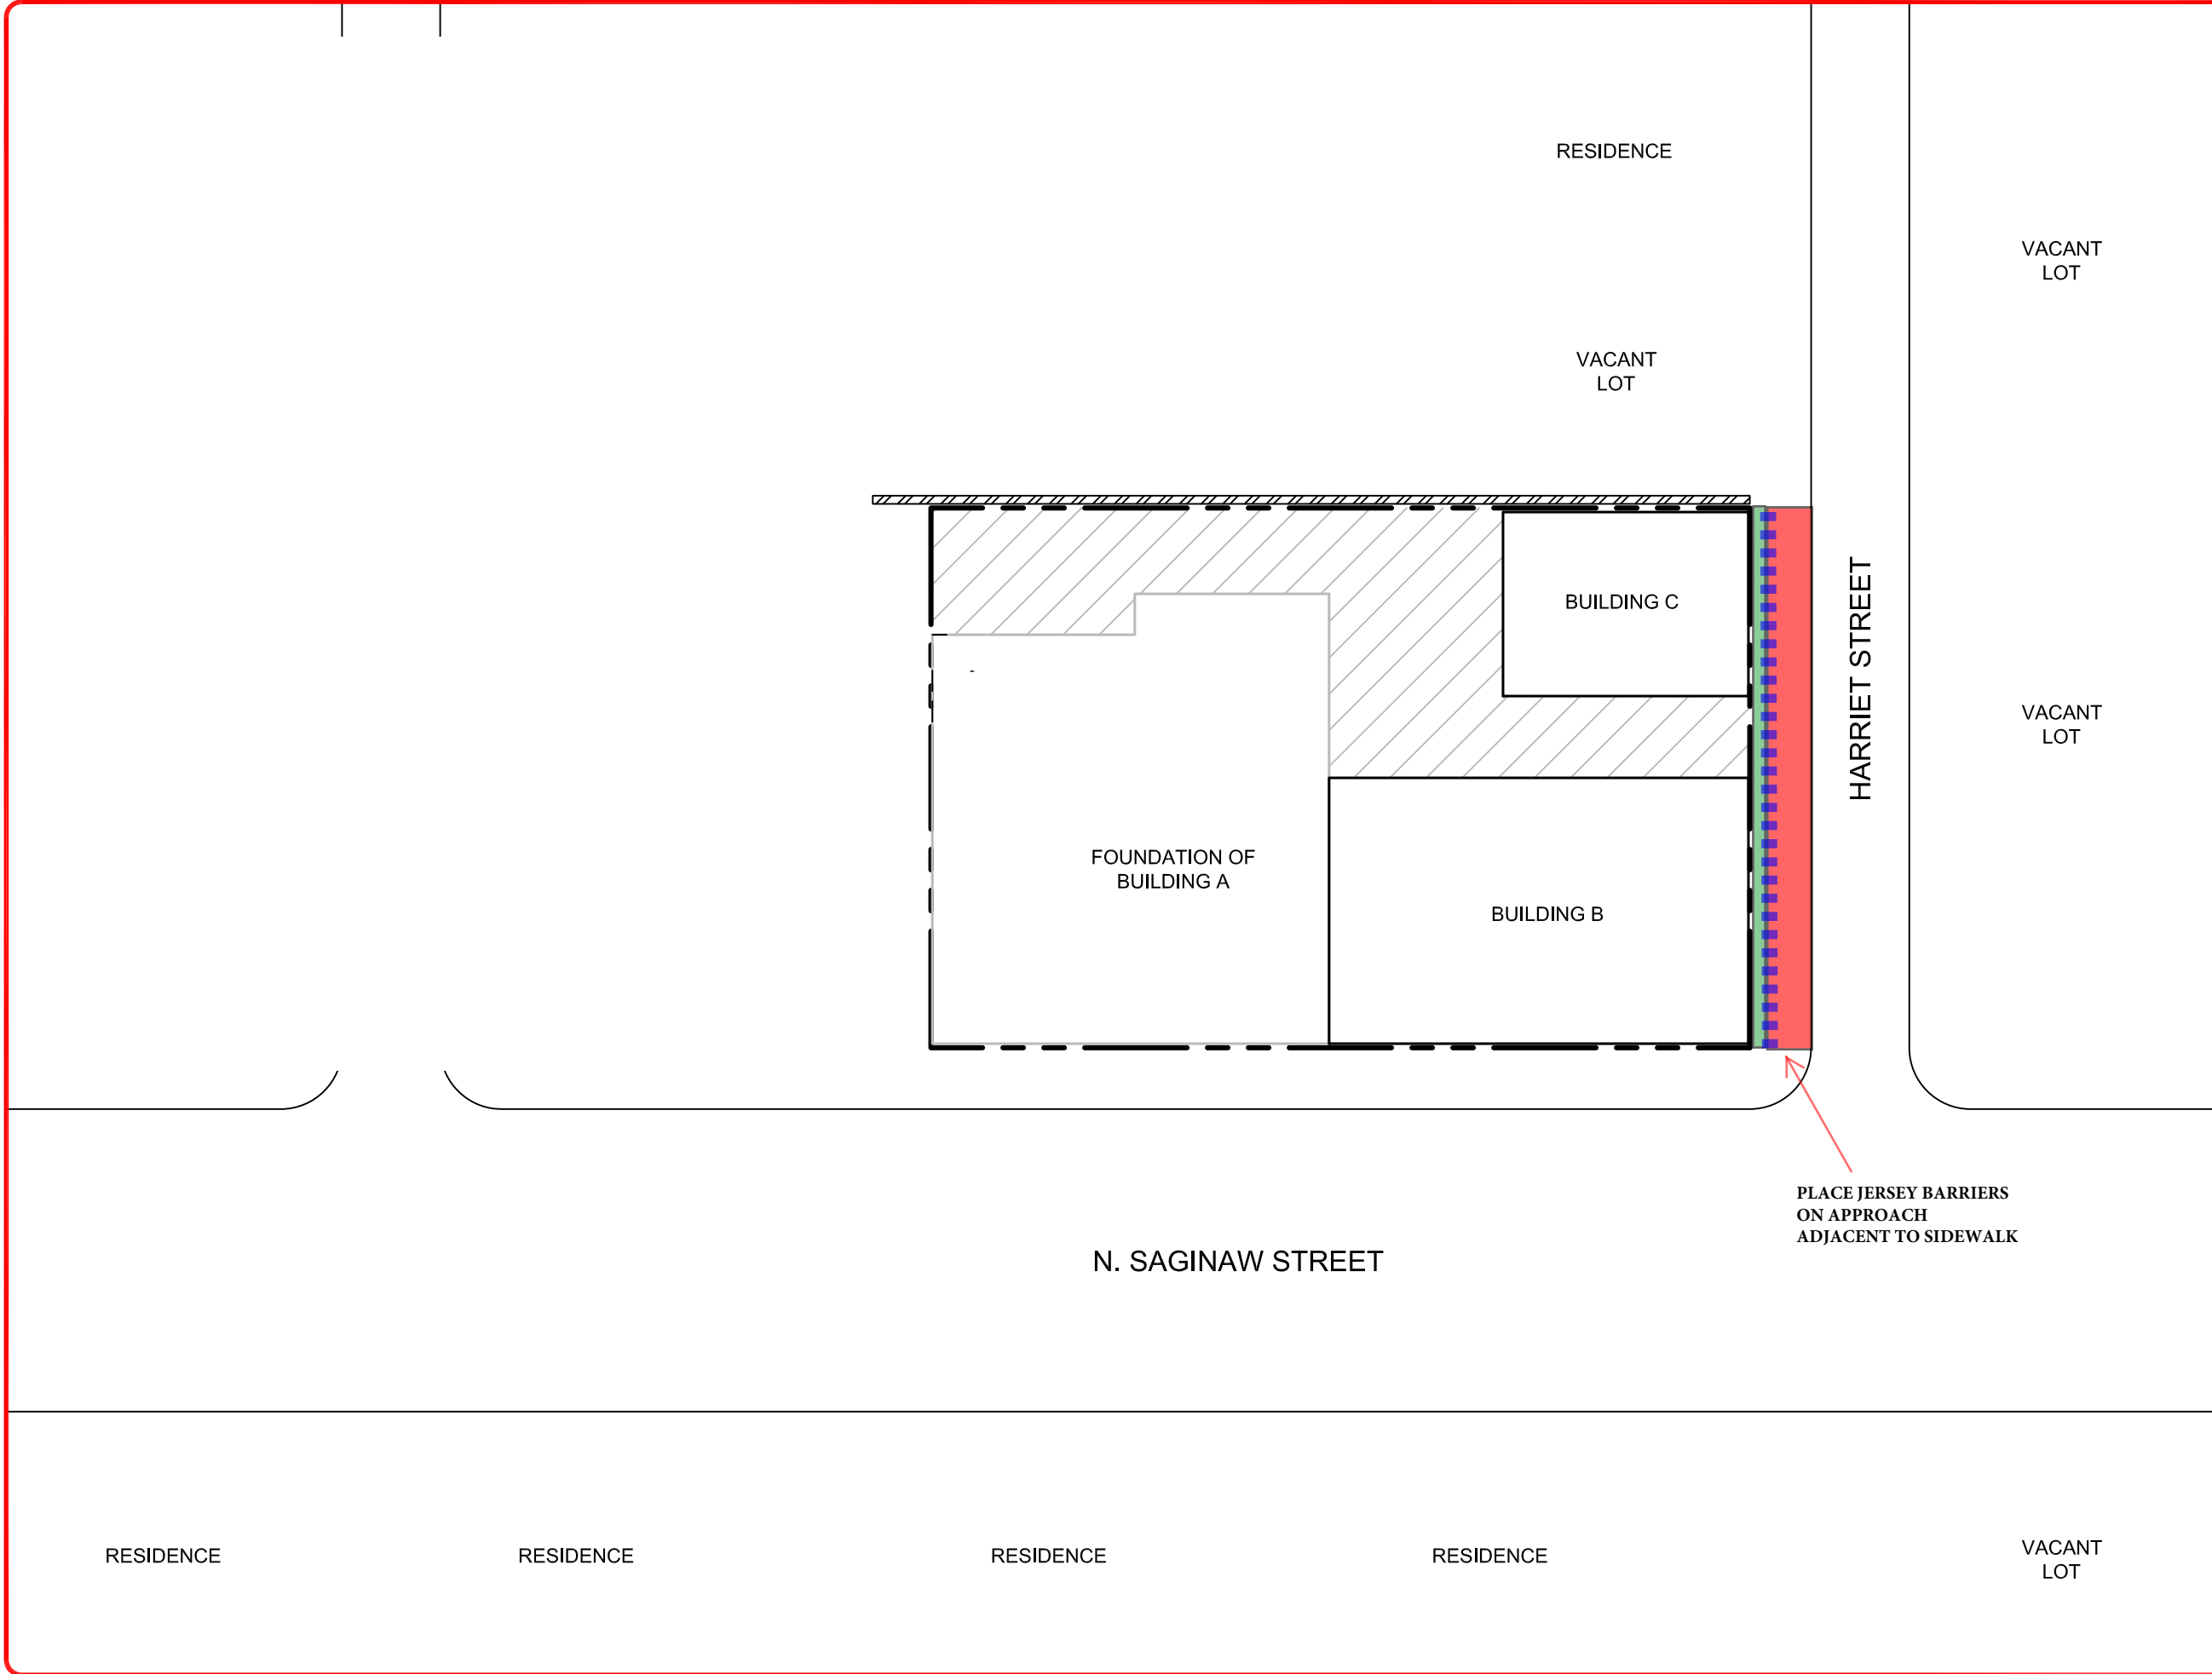 RESIDENCE
VACANT
LOT
VACANT
LOT
BUILDING C
HARRIET STREET
VACANT
LOT
FOUNDATION OF
BUILDING A
BUILDING B
PLACE JERSEY BARRIERS
ON APPROACH
ADJACENT TO SIDEWALK
N. SAGINAW STREET
RESIDENCE
RESIDENCE
RESIDENCE
RESIDENCE
VACANT
LOT